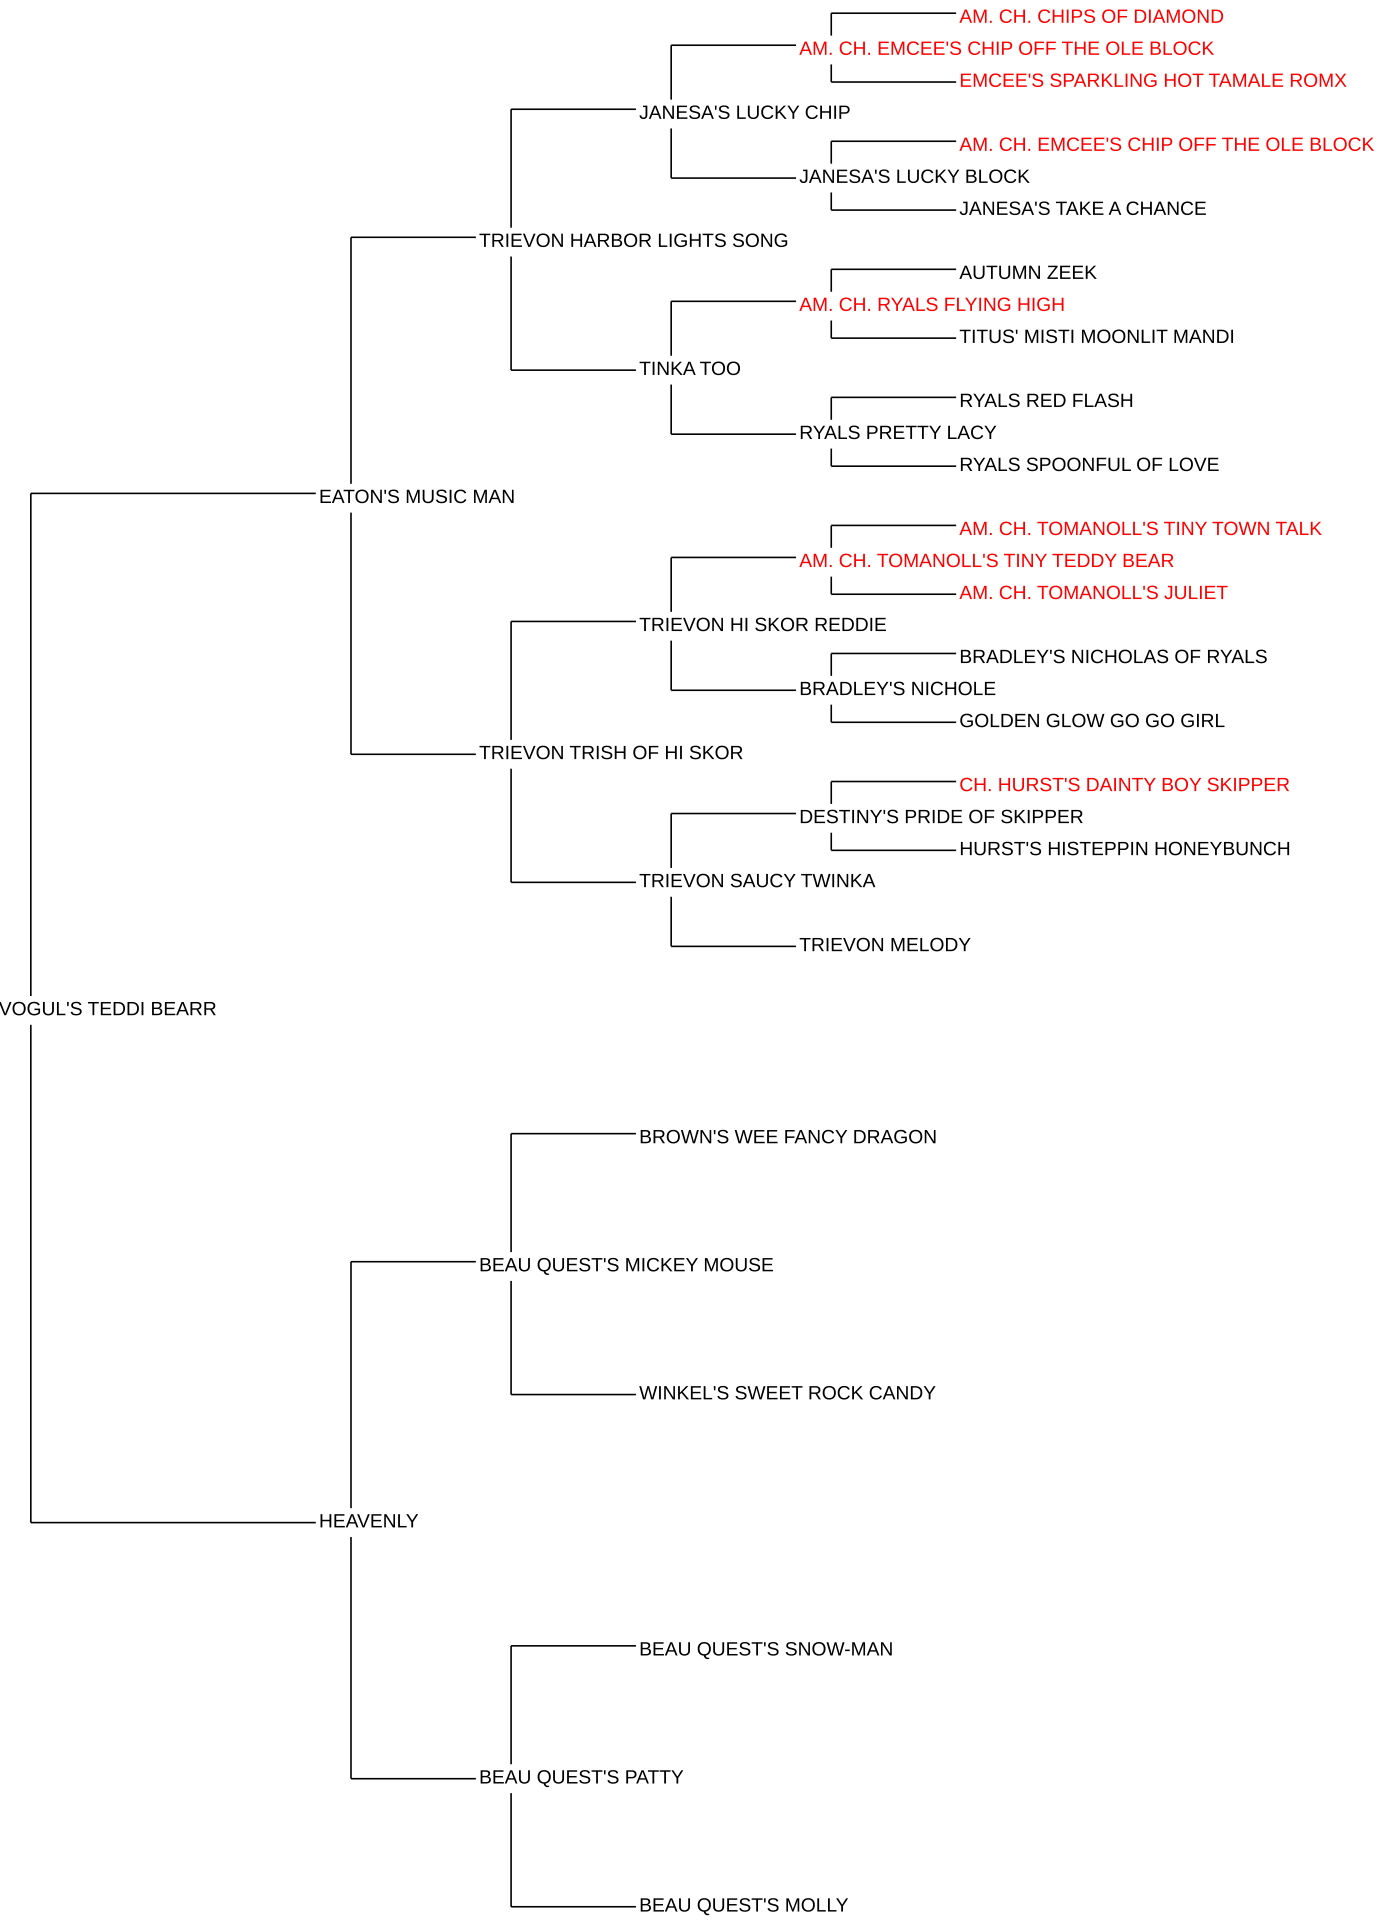 AM. CH. CHIPS OF DIAMOND
AM. CH. EMCEE'S CHIP OFF THE OLE BLOCK
EMCEE'S SPARKLING HOT TAMALE ROMX
JANESA'S LUCKY CHIP
AM. CH. EMCEE'S CHIP OFF THE OLE BLOCK
JANESA'S LUCKY BLOCK
JANESA'S TAKE A CHANCE
TRIEVON HARBOR LIGHTS SONG
AUTUMN ZEEK
AM. CH. RYALS FLYING HIGH
TITUS' MISTI MOONLIT MANDI
TINKA TOO
RYALS RED FLASH
RYALS PRETTY LACY
RYALS SPOONFUL OF LOVE
EATON'S MUSIC MAN
AM. CH. TOMANOLL'S TINY TOWN TALK
AM. CH. TOMANOLL'S TINY TEDDY BEAR
AM. CH. TOMANOLL'S JULIET
TRIEVON HI SKOR REDDIE
BRADLEY'S NICHOLAS OF RYALS
BRADLEY'S NICHOLE
GOLDEN GLOW GO GO GIRL
TRIEVON TRISH OF HI SKOR
CH. HURST'S DAINTY BOY SKIPPER
DESTINY'S PRIDE OF SKIPPER
HURST'S HISTEPPIN HONEYBUNCH
TRIEVON SAUCY TWINKA
TRIEVON MELODY
VOGUL'S TEDDI BEARR
BROWN'S WEE FANCY DRAGON
BEAU QUEST'S MICKEY MOUSE
WINKEL'S SWEET ROCK CANDY
HEAVENLY
BEAU QUEST'S SNOW-MAN
BEAU QUEST'S PATTY
BEAU QUEST'S MOLLY